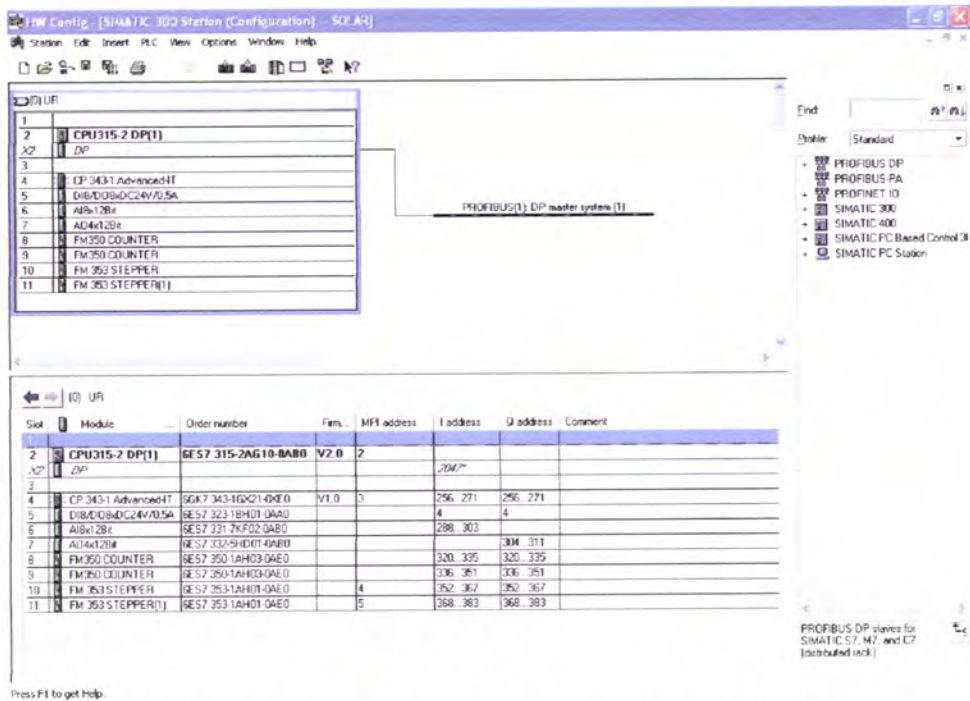 HW Config - [SIMATIC 300 Station (Configuration) -- SOLAR]
Station Edit Insert PLC View Options Window Help
(0) UR
1
2 CPU315-2 DP(1)
X2 DP
3
4 CP 343-1 Advanced-IT
5 DI8/DO8xDC24V/0.5A
6 AI8x12Bit
7 AO4x12Bit
8 FM350 COUNTER
9 FM350 COUNTER
10 FM 353 STEPPER
11 FM 353 STEPPER(1)
PROFIBUS(1): DP master system (1)
Find:
Profile: Standard
PROFIBUS DP
PROFIBUS-PA
PROFINET IO
SIMATIC 300
SIMATIC 400
SIMATIC PC Based Control 3
SIMATIC PC Station
(0) UR
Slot Module ... Order number Firm... MPI address I address Q address Comment
1
2 CPU315-2 DP(1) 6ES7 315-2AG10-0AB0 V2.0 2
X2 DP 2047*
3
4 CP 343-1 Advanced-IT 6GK7 343-1GX21-0XE0 V1.0 3 256...271 256...271
5 DI8/DO8xDC24V/0.5A 6ES7 323-1BH01-0AA0 4 4
6 AI8x12Bit 6ES7 331-7KF02-0AB0 288...303
7 AO4x12Bit 6ES7 332-5HD01-0AB0 304...311
8 FM350 COUNTER 6ES7 350-1AH03-0AE0 320...335 320...335
9 FM350 COUNTER 6ES7 350-1AH03-0AE0 336...351 336...351
10 FM 353 STEPPER 6ES7 353-1AH01-0AE0 4 352...367 352...367
11 FM 353 STEPPER(1) 6ES7 353-1AH01-0AE0 5 368...383 368...383
PROFIBUS DP slaves for
SIMATIC S7, M7, and C7
(distributed rack)
Press F1 to get Help.